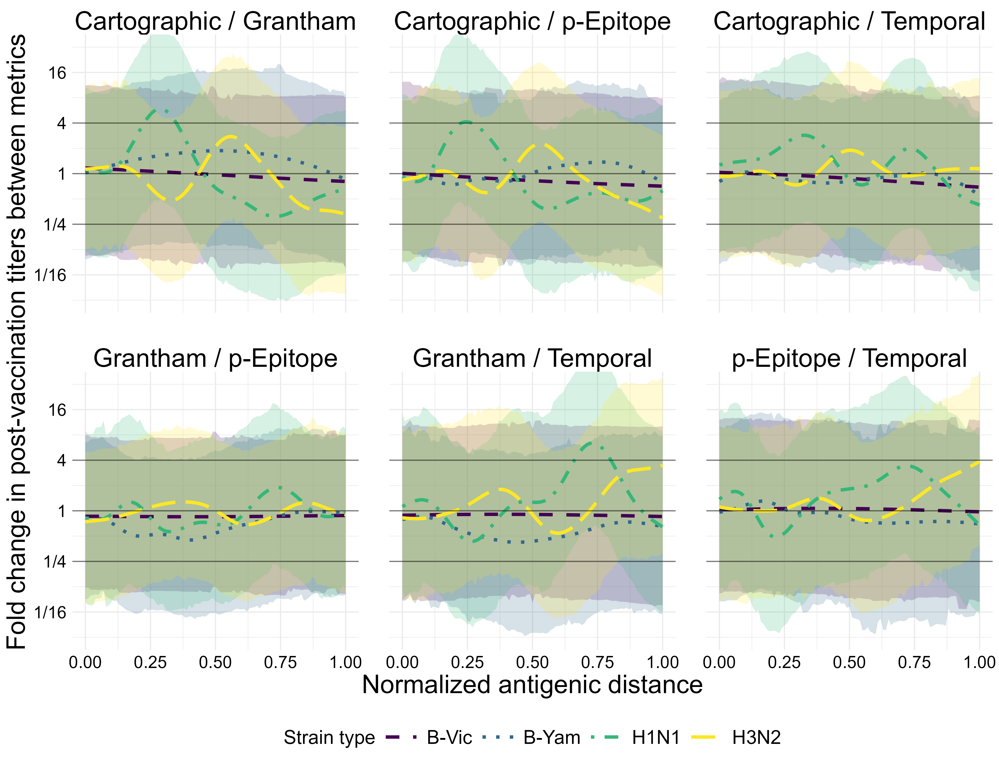 Cartographic / Grantham
Cartographic / p-Epitope
Cartographic / Temporal
Fold change in post-vaccination titers between metrics
16
4
1
1/4
1/16
Grantham / p-Epitope
Grantham / Temporal
p-Epitope / Temporal
16
4
1
1/4
1/16
0.00 0.25 0.50 0.75 1.00
0.00 0.25 0.50 0.75 1.00
0.00 0.25 0.50 0.75 1.00
Normalized antigenic distance
Strain type B-Vic B-Yam H1N1 H3N2